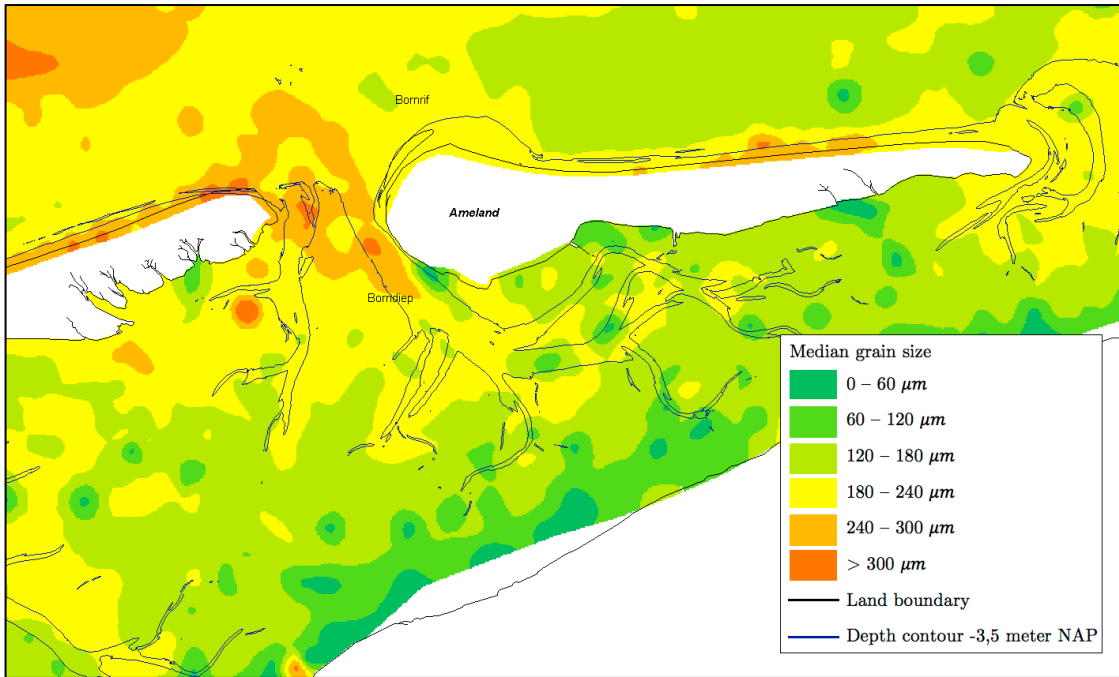 Bornrif
Ameland
Borndiep
Median grain size
0 – 60 μm
60 – 120 μm
120 – 180 μm
180 – 240 μm
240 – 300 μm
> 300 μm
Land boundary
Depth contour -3,5 meter NAP